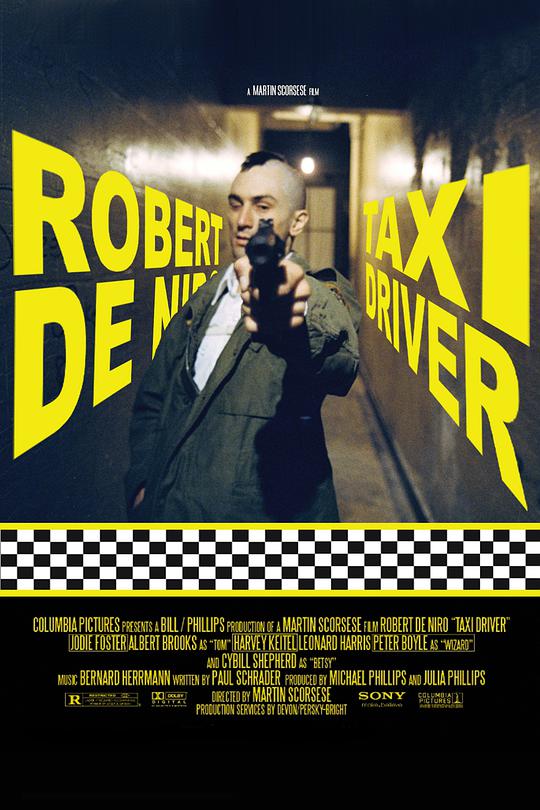 A MARTIN SCORSESE FILM
ROBERT
DE NIRO
TAXI
DRIVER
COLUMBIA PICTURES PRESENTS A BILL / PHILLIPS PRODUCTION OF A MARTIN SCORSESE FILM ROBERT DE NIRO "TAXI DRIVER"
JODIE FOSTER ALBERT BROOKS AS "TOM" HARVEY KEITEL LEONARD HARRIS PETER BOYLE AS "WIZARD"
AND CYBILL SHEPHERD AS "BETSY"
MUSIC BERNARD HERRMANN WRITTEN BY PAUL SCHRADER PRODUCED BY MICHAEL PHILLIPS AND JULIA PHILLIPS
R RESTRICTED DOLBY DIGITAL DIRECTED BY MARTIN SCORSESE SONY make.believe COLUMBIA PICTURES
PRODUCTION SERVICES BY DEVON/PERSKY-BRIGHT